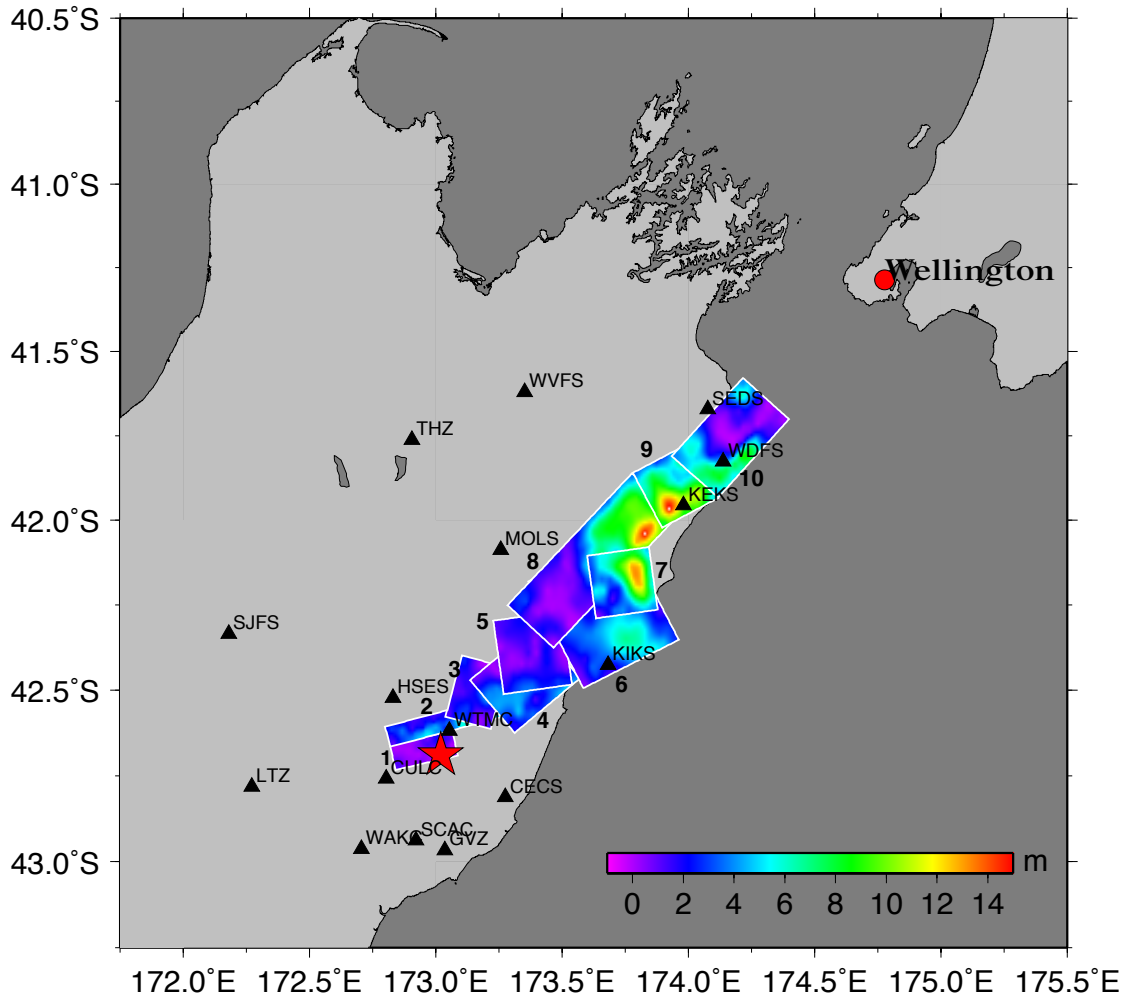 40.5°S
41.0°S
Wellington
41.5°S
WVFS
SEDS
THZ
9
WDFS
10
KEKS
42.0°S
MOLS
8
7
SJFS
5
KIKS
3
6
42.5°S
HSES
2
WTMC
4
1
CULC
LTZ
CECS
SCAC
WAKC
GVZ
43.0°S
m
0 2 4 6 8 10 12 14
172.0°E 172.5°E 173.0°E 173.5°E 174.0°E 174.5°E 175.0°E 175.5°E